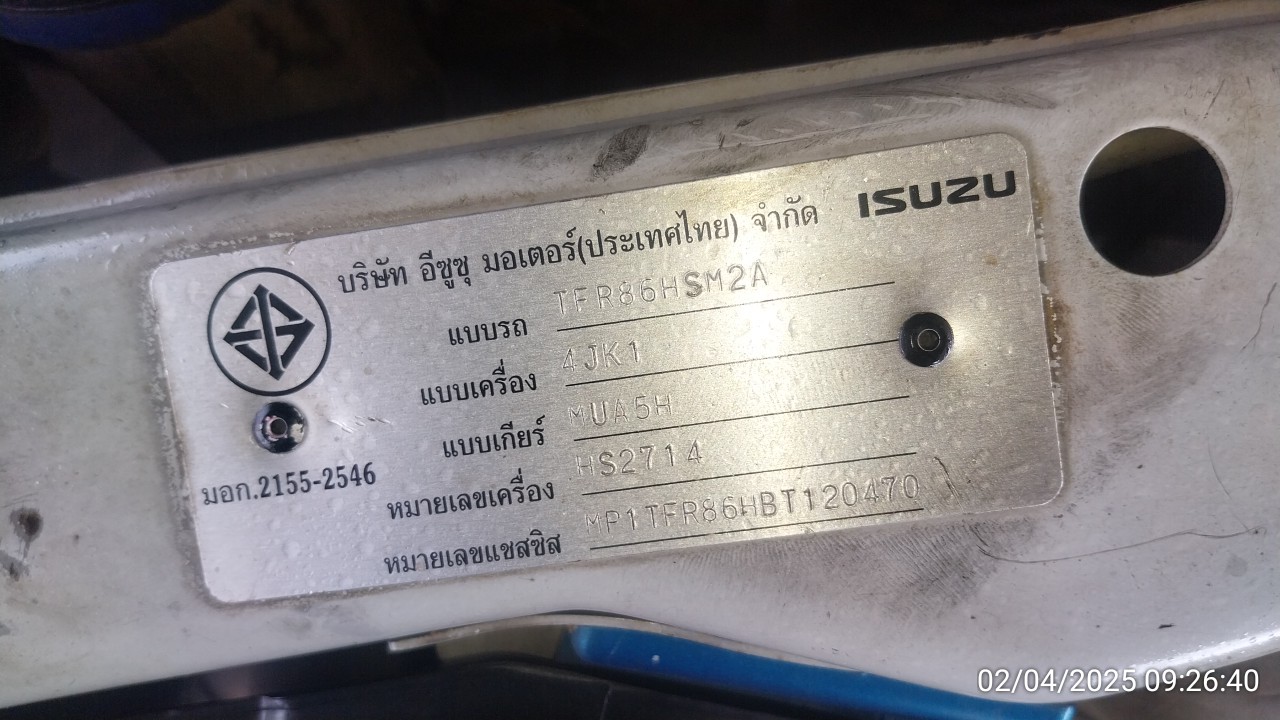 บริษัท อีซูซุ มอเตอร์(ประเทศไทย) จำกัด ISUZU
แบบรถ TFR86HSM2A
แบบเครื่อง 4JK1
แบบเกียร์ MUA5H
หมายเลขเครื่อง HS2714
หมายเลขแชสซิส MP1TFR86HBT120470
มอก.2155-2546
02/04/2025 09:26:40